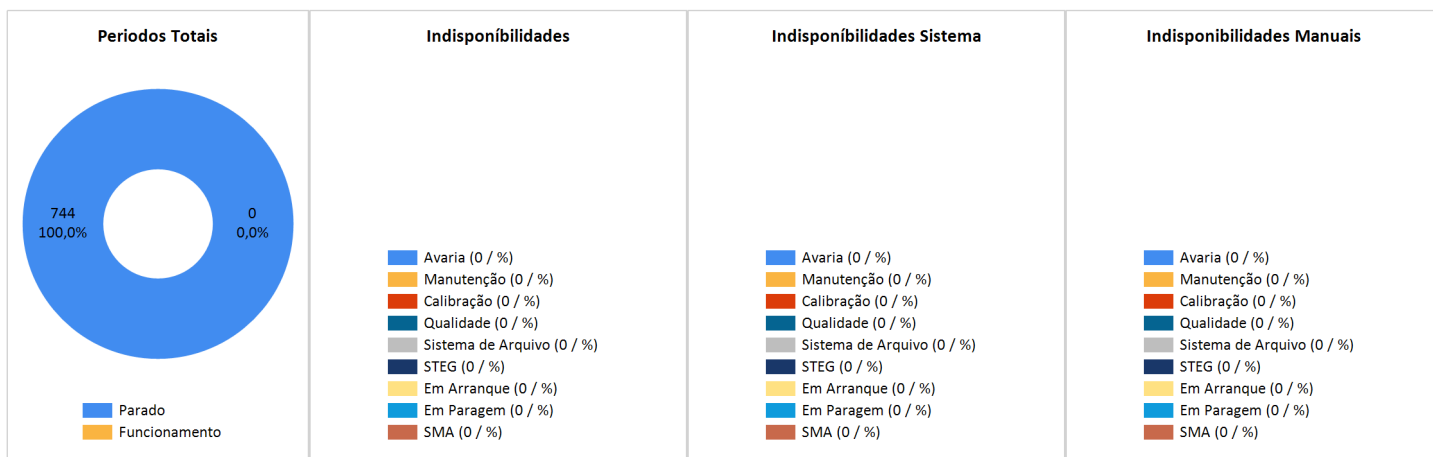 Periodos Totais
744
100,0%
0
0,0%
Parado
Funcionamento
Indisponíbilidades
Avaria (0 / %)
Manutenção (0 / %)
Calibração (0 / %)
Qualidade (0 / %)
Sistema de Arquivo (0 / %)
STEG (0 / %)
Em Arranque (0 / %)
Em Paragem (0 / %)
SMA (0 / %)
Indisponíbilidades Sistema
Avaria (0 / %)
Manutenção (0 / %)
Calibração (0 / %)
Qualidade (0 / %)
Sistema de Arquivo (0 / %)
STEG (0 / %)
Em Arranque (0 / %)
Em Paragem (0 / %)
SMA (0 / %)
Indisponibilidades Manuais
Avaria (0 / %)
Manutenção (0 / %)
Calibração (0 / %)
Qualidade (0 / %)
Sistema de Arquivo (0 / %)
STEG (0 / %)
Em Arranque (0 / %)
Em Paragem (0 / %)
SMA (0 / %)